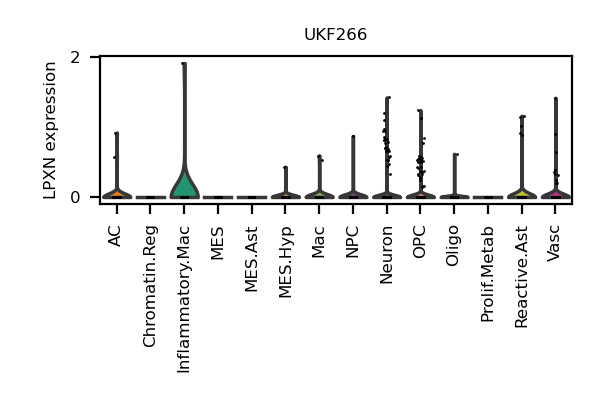 UKF266
LPXN expression
2
0
AC
Chromatin.Reg
Inflammatory.Mac
MES
MES.Ast
MES.Hyp
Mac
NPC
Neuron
OPC
Oligo
Prolif.Metab
Reactive.Ast
Vasc